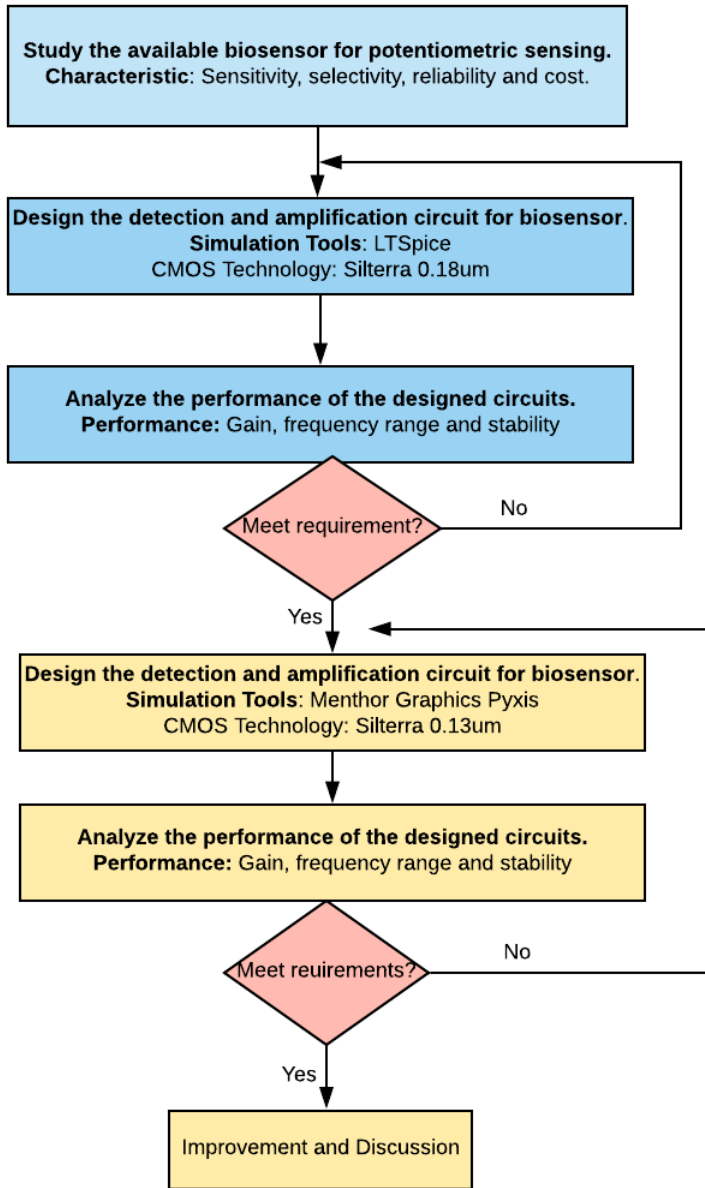 Study the available biosensor for potentiometric sensing.
Characteristic: Sensitivity, selectivity, reliability and cost.
Design the detection and amplification circuit for biosensor.
Simulation Tools: LTSpice
CMOS Technology: Silterra 0.18um
Analyze the performance of the designed circuits.
Performance: Gain, frequency range and stability
Meet requirement?
No
Yes
Design the detection and amplification circuit for biosensor.
Simulation Tools: Menthor Graphics Pyxis
CMOS Technology: Silterra 0.13um
Analyze the performance of the designed circuits.
Performance: Gain, frequency range and stability
Meet reuirements?
No
Yes
Improvement and Discussion